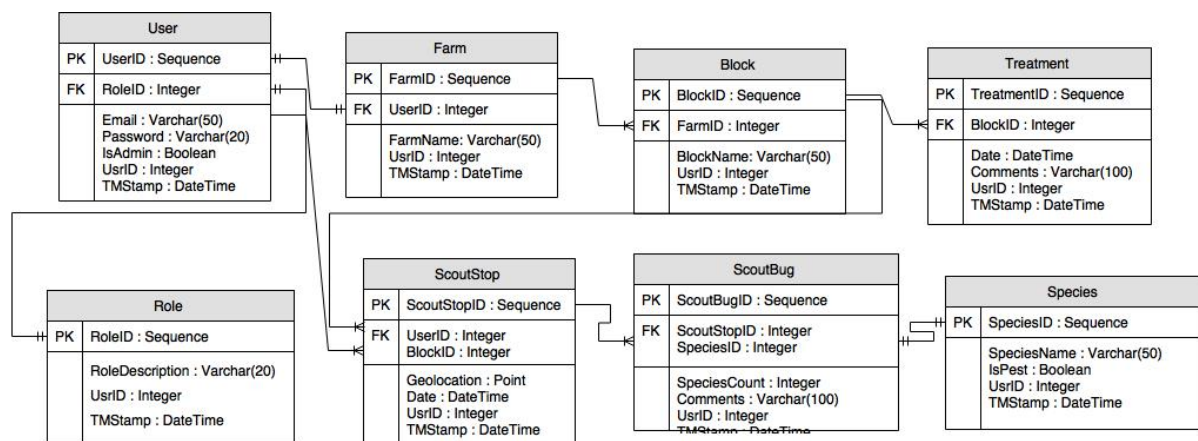 User
PK UserID : Sequence
FK RoleID : Integer
Email : Varchar(50)
Password : Varchar(20)
IsAdmin : Boolean
UsrID : Integer
TMStamp : DateTime
Farm
PK FarmID : Sequence
FK UserID : Integer
FarmName: Varchar(50)
UsrID : Integer
TMStamp : DateTime
Block
PK BlockID : Sequence
FK FarmID : Integer
BlockName: Varchar(50)
UsrID : Integer
TMStamp : DateTime
Treatment
PK TreatmentID : Sequence
FK BlockID : Integer
Date : DateTime
Comments : Varchar(100)
UsrID : Integer
TMStamp : DateTime
Role
PK RoleID : Sequence
RoleDescription : Varchar(20)
UsrID : Integer
TMStamp : DateTime
ScoutStop
PK ScoutStopID : Sequence
FK UserID : Integer
BlockID : Integer
Geolocation : Point
Date : DateTime
UsrID : Integer
TMStamp : DateTime
ScoutBug
PK ScoutBugID : Sequence
FK ScoutStopID : Integer
SpeciesID : Integer
SpeciesCount : Integer
Comments : Varchar(100)
UsrID : Integer
TMStamp : DateTime
Species
PK SpeciesID : Sequence
SpeciesName : Varchar(50)
IsPest : Boolean
UsrID : Integer
TMStamp : DateTime